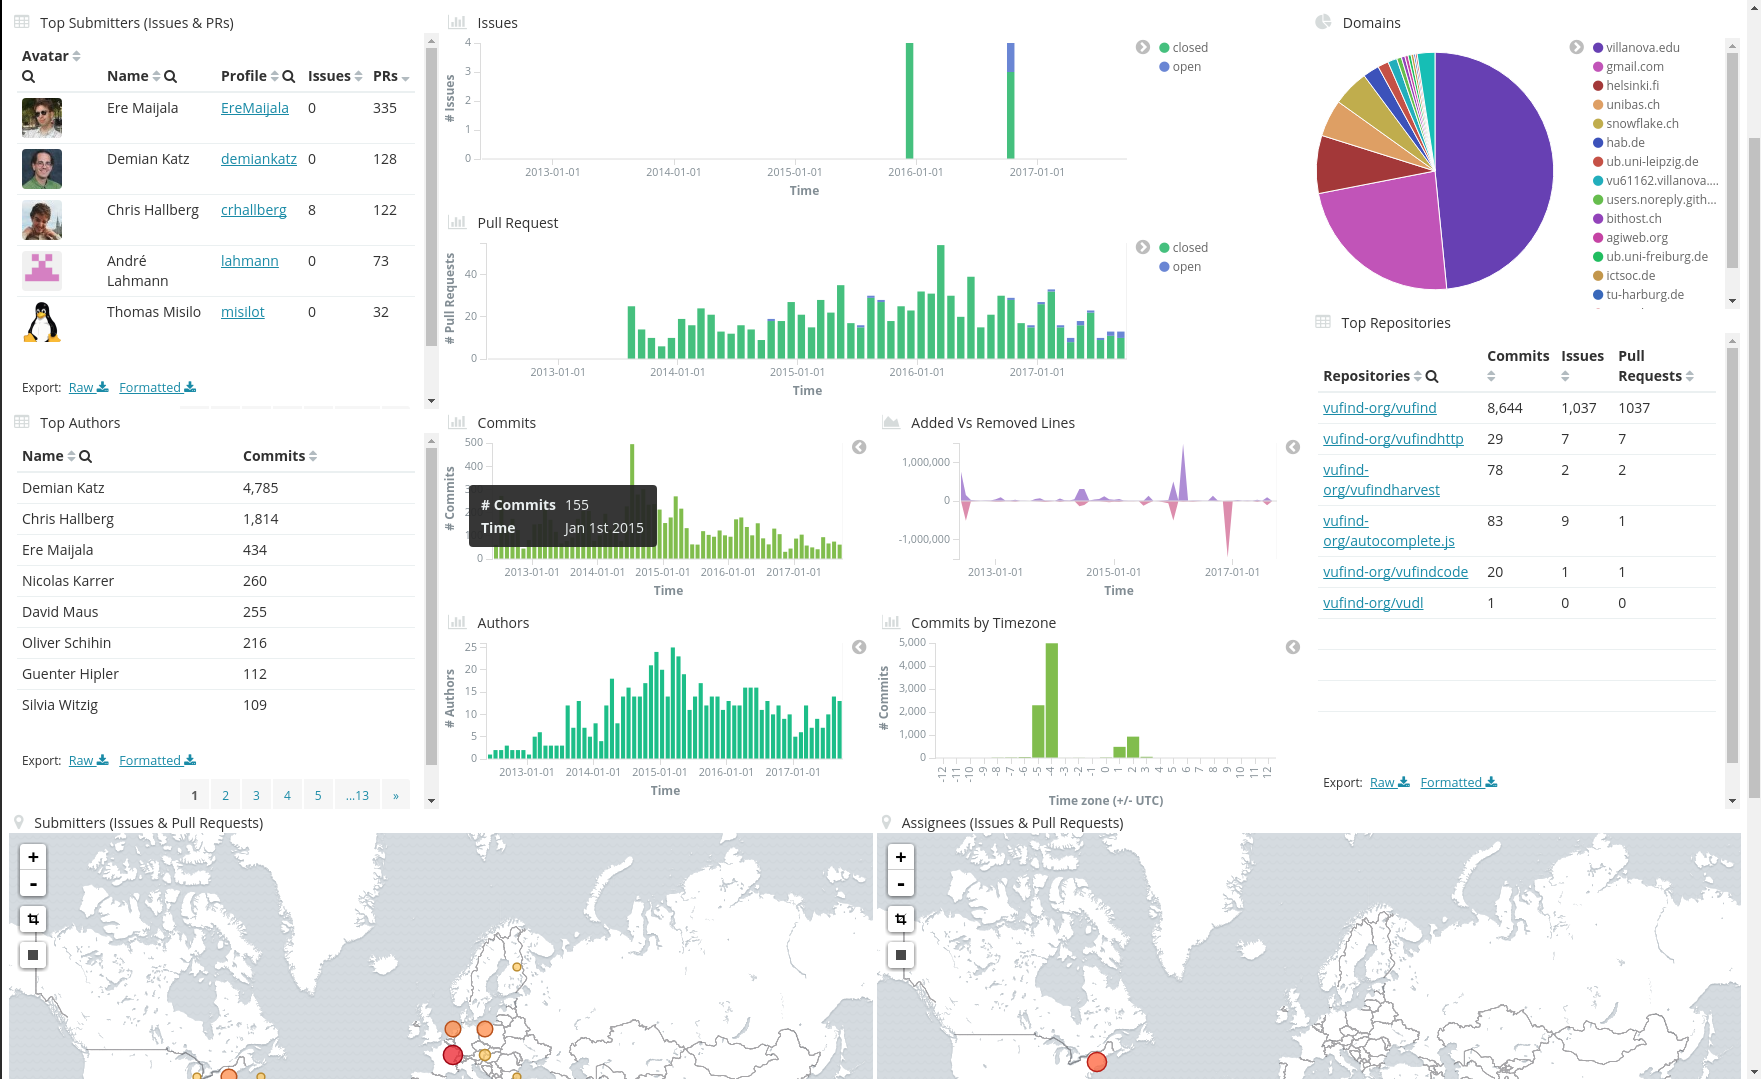 Top Submitters (Issues & PRs)
Avatar
Name Profile Issues PRs
Ere Maijala EreMaijala 0 335
Demian Katz demiankatz 0 128
Chris Hallberg crhallberg 8 122
André
Lahmann lahmann 0 73
Thomas Misilo misilot 0 32
Export: Raw Formatted
Top Authors
Name Commits
Demian Katz 4,785
Chris Hallberg 1,814
Ere Maijala 434
Nicolas Karrer 260
David Maus 255
Oliver Schihin 216
Guenter Hipler 112
Silvia Witzig 109
Export: Raw Formatted
1 2 3 4 5 ...13 »
Issues
# Issues
4
3
2
1
0
2013-01-01 2014-01-01 2015-01-01 2016-01-01 2017-01-01
Time
closed
open
Pull Request
# Pull Requests
40
20
0
2013-01-01 2014-01-01 2015-01-01 2016-01-01 2017-01-01
Time
closed
open
Commits
# Commits
500
400
0
# Commits 155
Time Jan 1st 2015
2013-01-01 2014-01-01 2015-01-01 2016-01-01 2017-01-01
Time
Added Vs Removed Lines
1,000,000
0
-1,000,000
2013-01-01 2015-01-01 2017-01-01
Time
Authors
# Authors
25
20
15
10
5
0
2013-01-01 2014-01-01 2015-01-01 2016-01-01 2017-01-01
Time
Commits by Timezone
# Commits
5,000
4,000
3,000
2,000
1,000
0
-12 -11 -10 -9 -8 -7 -6 -5 -4 -3 -2 -1 0 1 2 3 4 5 6 7 8 9 10 11 12
Time zone (+/- UTC)
Domains
villanova.edu
gmail.com
helsinki.fi
unibas.ch
snowflake.ch
hab.de
ub.uni-leipzig.de
vu61162.villanova....
users.noreply.gith...
bithost.ch
agiweb.org
ub.uni-freiburg.de
ictsoc.de
tu-harburg.de
Top Repositories
Repositories Commits Issues Pull Requests
vufind-org/vufind 8,644 1,037 1037
vufind-org/vufindhttp 29 7 7
vufind-
org/vufindharvest 78 2 2
vufind-
org/autocomplete.js 83 9 1
vufind-org/vufindcode 20 1 1
vufind-org/vudl 1 0 0
Export: Raw Formatted
Submitters (Issues & Pull Requests)
+
-
Assignees (Issues & Pull Requests)
+
-